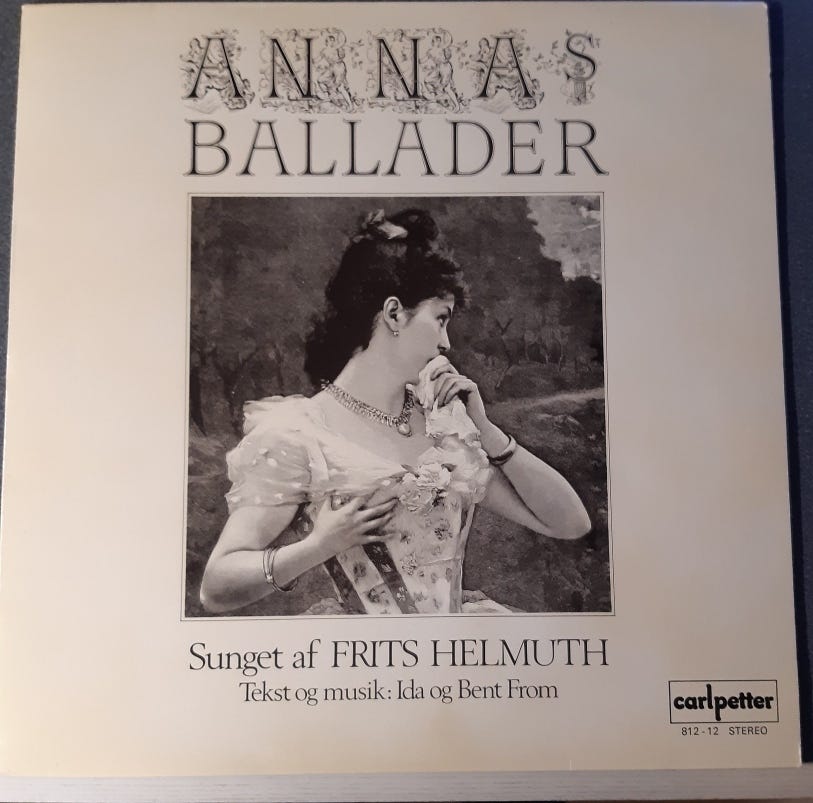 ANNAS
BALLADER
Sunget af FRITS HELMUTH
Tekst og musik: Ida og Bent From
carlpetter
812-12 STEREO